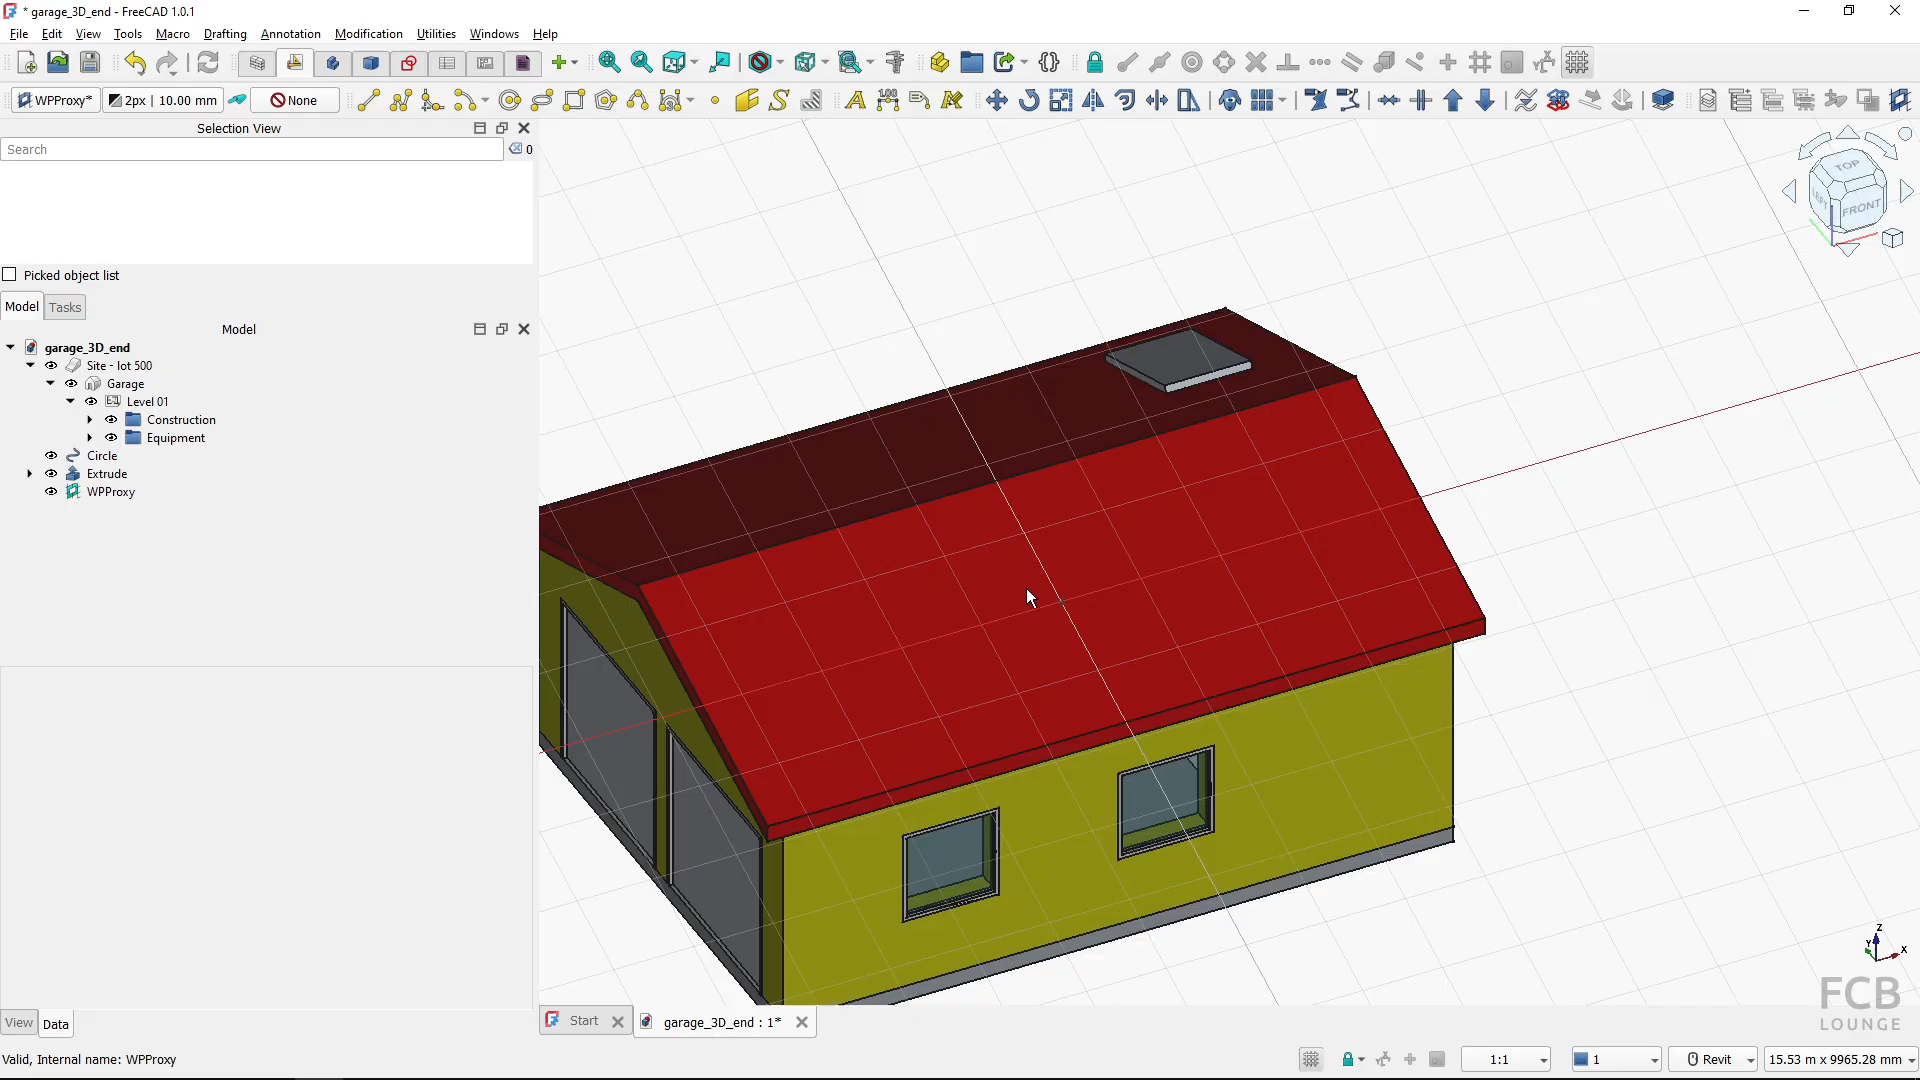 * garage_3D_end - FreeCAD 1.0.1
File Edit View Tools Macro Drafting Annotation Modification Utilities Windows Help
WPProxy* 2px | 10.00 mm None
Selection View
Search
0
Picked object list
Model Tasks
Model
garage_3D_end
Site - lot 500
Garage
Level 01
Construction
Equipment
Circle
Extrude
WPProxy
TOP
LEFT
FRONT
Z
Y
X
FCB
LOUNGE
View Data
Start garage_3D_end : 1*
Valid, Internal name: WPProxy
1:1 1 Revit 15.53 m x 9965.28 mm